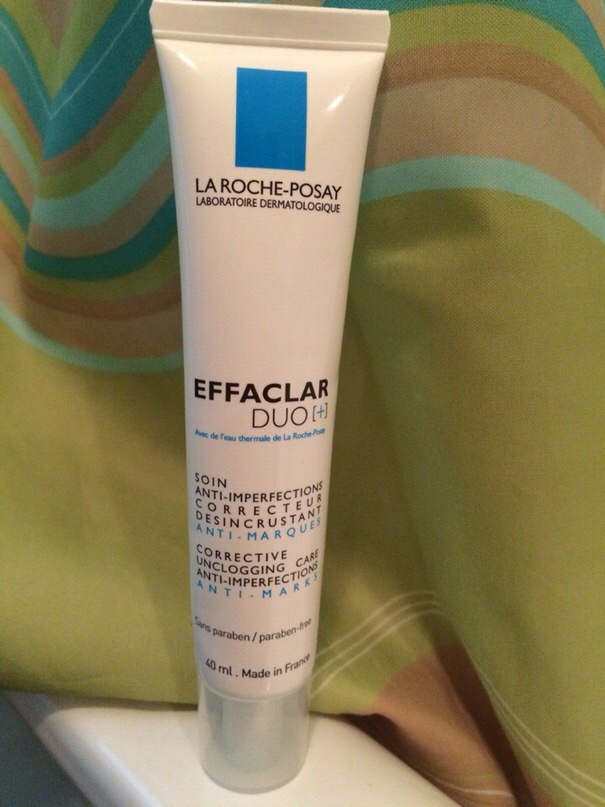 LA ROCHE-POSAY
LABORATOIRE DERMATOLOGIQUE
EFFACLAR
DUO [+]
Avec de l'eau thermale de La Roche-Posay
SOIN
ANTI-IMPERFECTIONS
CORRECTEUR
DESINCRUSTANT
ANTI-MARQUES
CORRECTIVE
UNCLOGGING CARE
ANTI-IMPERFECTIONS
ANTI-MARKS
Sans paraben / paraben-free
40 ml. Made in France